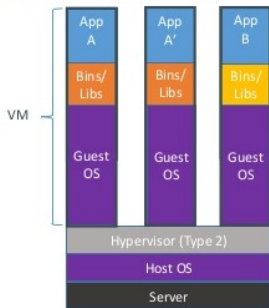 App
A
App
A'
App
B
Bins/
Libs
Bins/
Libs
Bins/
Libs
VM
Guest
OS
Guest
OS
Guest
OS
Hypervisor (Type 2)
Host OS
Server